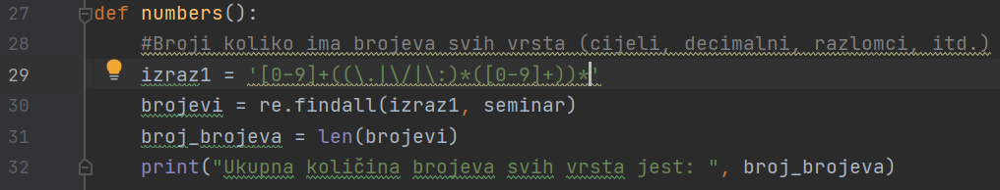 27 def numbers():
28 #Broji koliko ima brojeva svih vrsta (cijeli, decimalni, razlomci, itd.)
29 izraz1 = '[0-9]+((\.|\/|\:)*([0-9]+))*'
30 brojevi = re.findall(izraz1, seminar)
31 broj_brojeva = len(brojevi)
32 print("Ukupna količina brojeva svih vrsta jest: ", broj_brojeva)